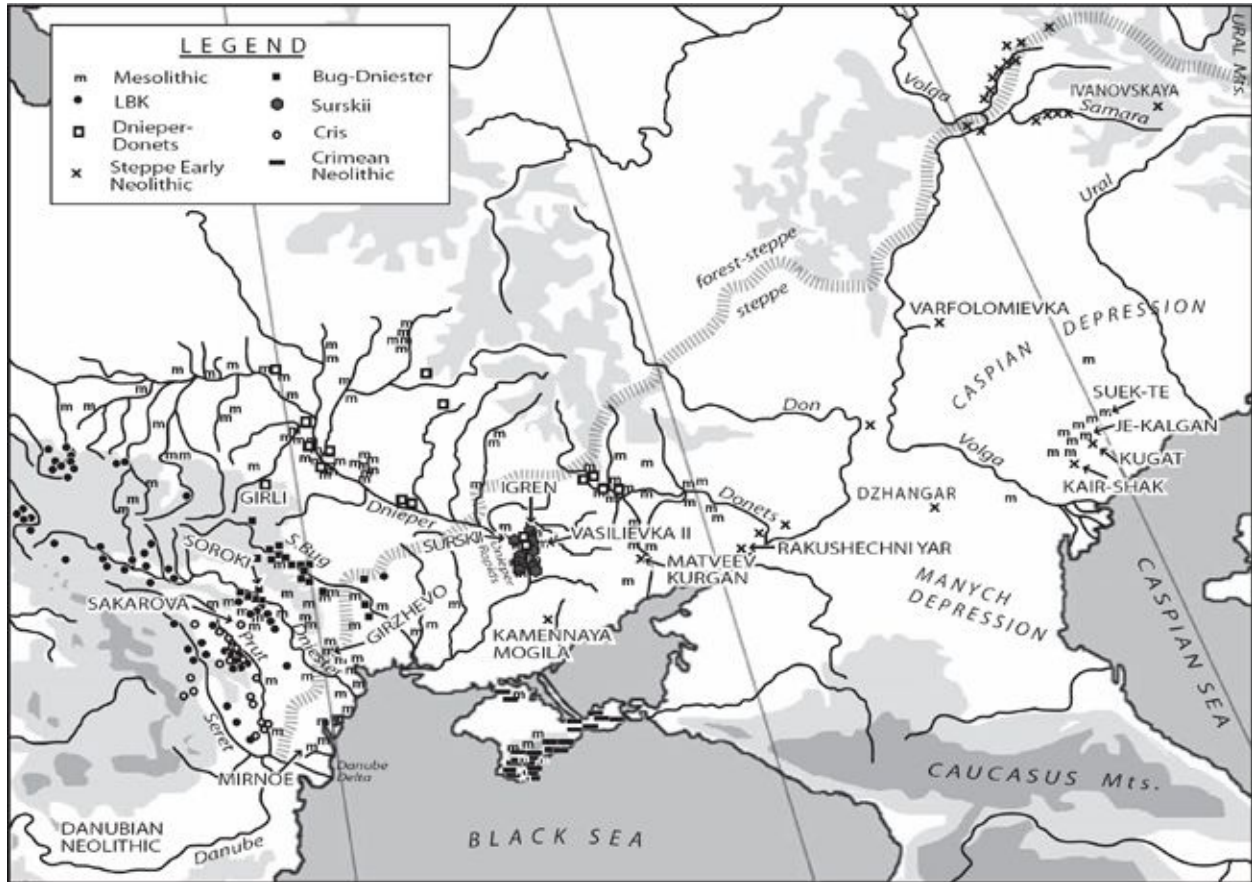 LEGEND
m Mesolithic
LBK
Dnieper-
Donets
x Steppe Early
Neolithic
Bug-Dniester
Surskii
Cris
Crimean
Neolithic
URAL Mts.
Volga
IVANOVSKAYA
Samara
Ural
forest-steppe
steppe
VARFOLOMIEVKA
CASPIAN
DEPRESSION
SUEK-TE
JE-KALGAN
KUGAT
KAIR-SHAK
Don
Volga
Donets
DZHANGAR
GIRLI
Dnieper
IGREN
SURSKII
Dnieper
Rapids
VASILIEVKA II
MATVEEV
KURGAN
RAKUSHECHNI YAR
S.Bug
SOROKI
SAKAROVA
Prut
Dniester
GIRZHEVO
KAMENNAYA
MOGILA
MANYCH
DEPRESSION
CASPIAN SEA
Seret
MIRNOE
Danube
Delta
DANUBIAN
NEOLITHIC
Danube
BLACK SEA
CAUCASUS Mts.